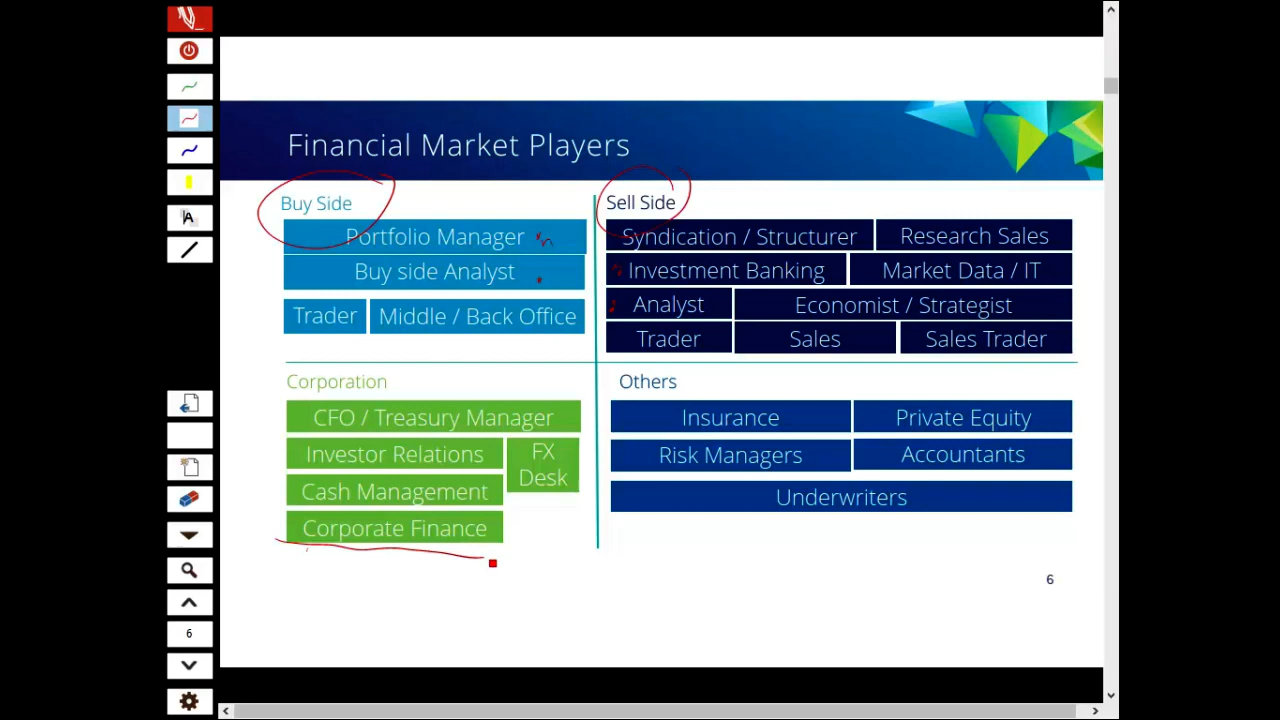 Financial Market Players
Buy Side
Portfolio Manager
Buy side Analyst
Trader
Middle / Back Office
Sell Side
Syndication / Structurer
Research Sales
Investment Banking
Market Data / IT
Analyst
Economist / Strategist
Trader
Sales
Sales Trader
Corporation
CFO / Treasury Manager
Investor Relations
FX
Desk
Cash Management
Corporate Finance
Others
Insurance
Private Equity
Risk Managers
Accountants
Underwriters
6
A
6